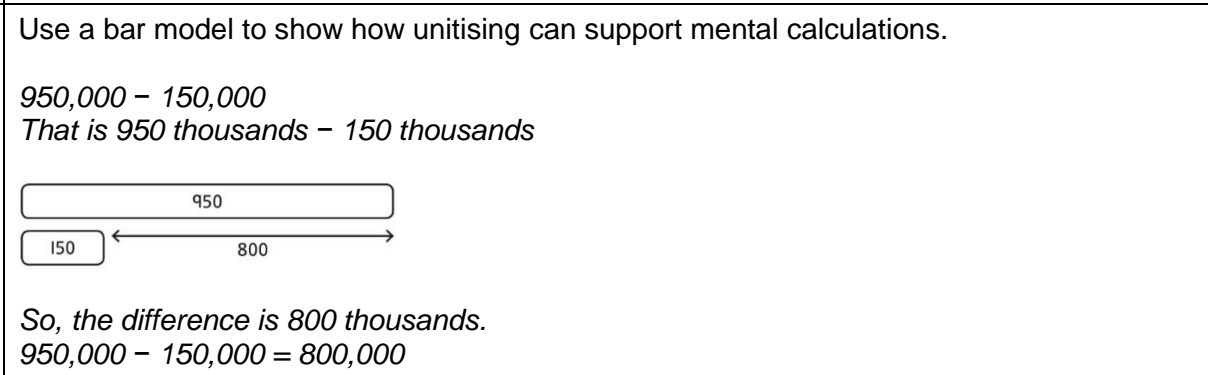 Use a bar model to show how unitising can support mental calculations.
950,000 − 150,000
That is 950 thousands − 150 thousands
950
150
800
So, the difference is 800 thousands.
950,000 − 150,000 = 800,000